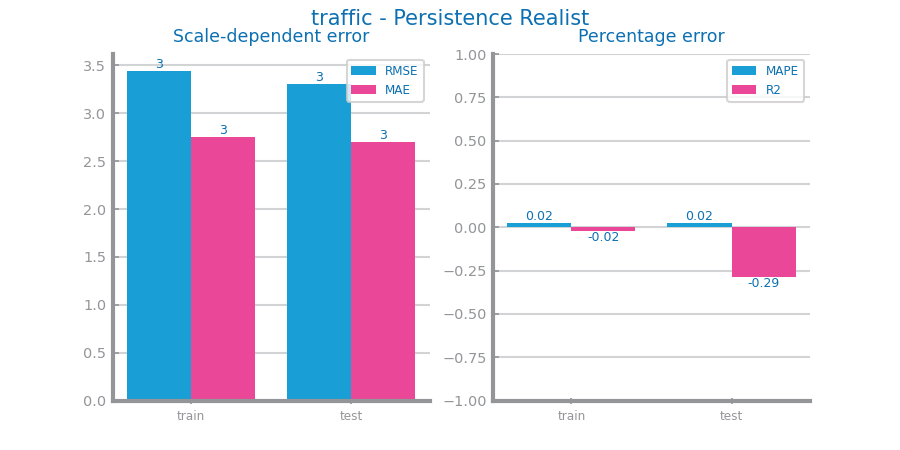 traffic - Persistence Realist
Scale-dependent error
3.5
3.0
2.5
2.0
1.5
1.0
0.5
0.0
3
3
3
3
RMSE
MAE
train
test
Percentage error
1.00
0.75
0.50
0.25
0.00
−0.25
−0.50
−0.75
−1.00
MAPE
R2
0.02
-0.02
0.02
-0.29
train
test